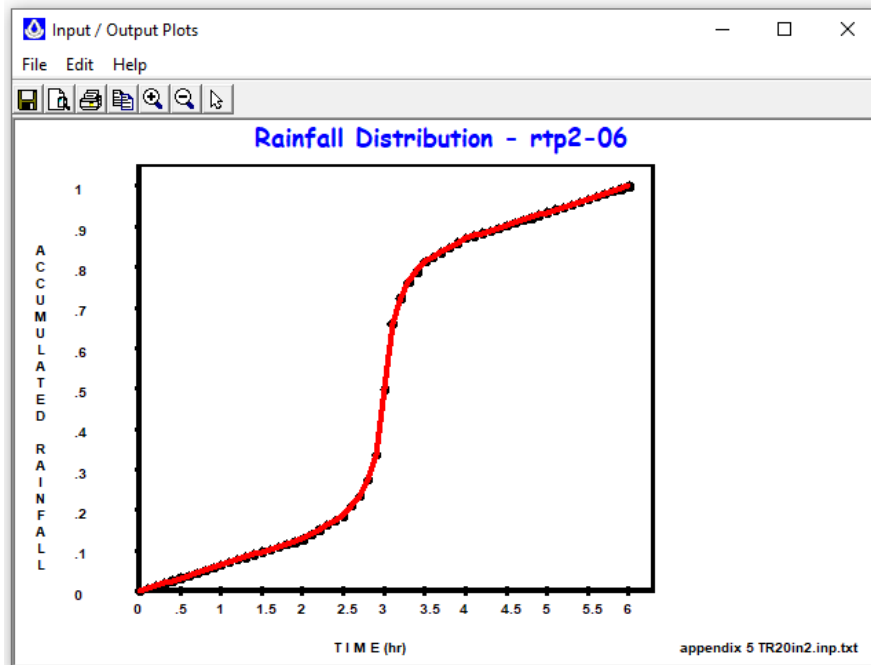 Input / Output Plots
File Edit Help
Rainfall Distribution - rtp2-06
ACCUMULATED RAINFALL
1
.9
.8
.7
.6
.5
.4
.3
.2
.1
0
0 .5 1 1.5 2 2.5 3 3.5 4 4.5 5 5.5 6
T I M E (hr)
appendix 5 TR20in2.inp.txt